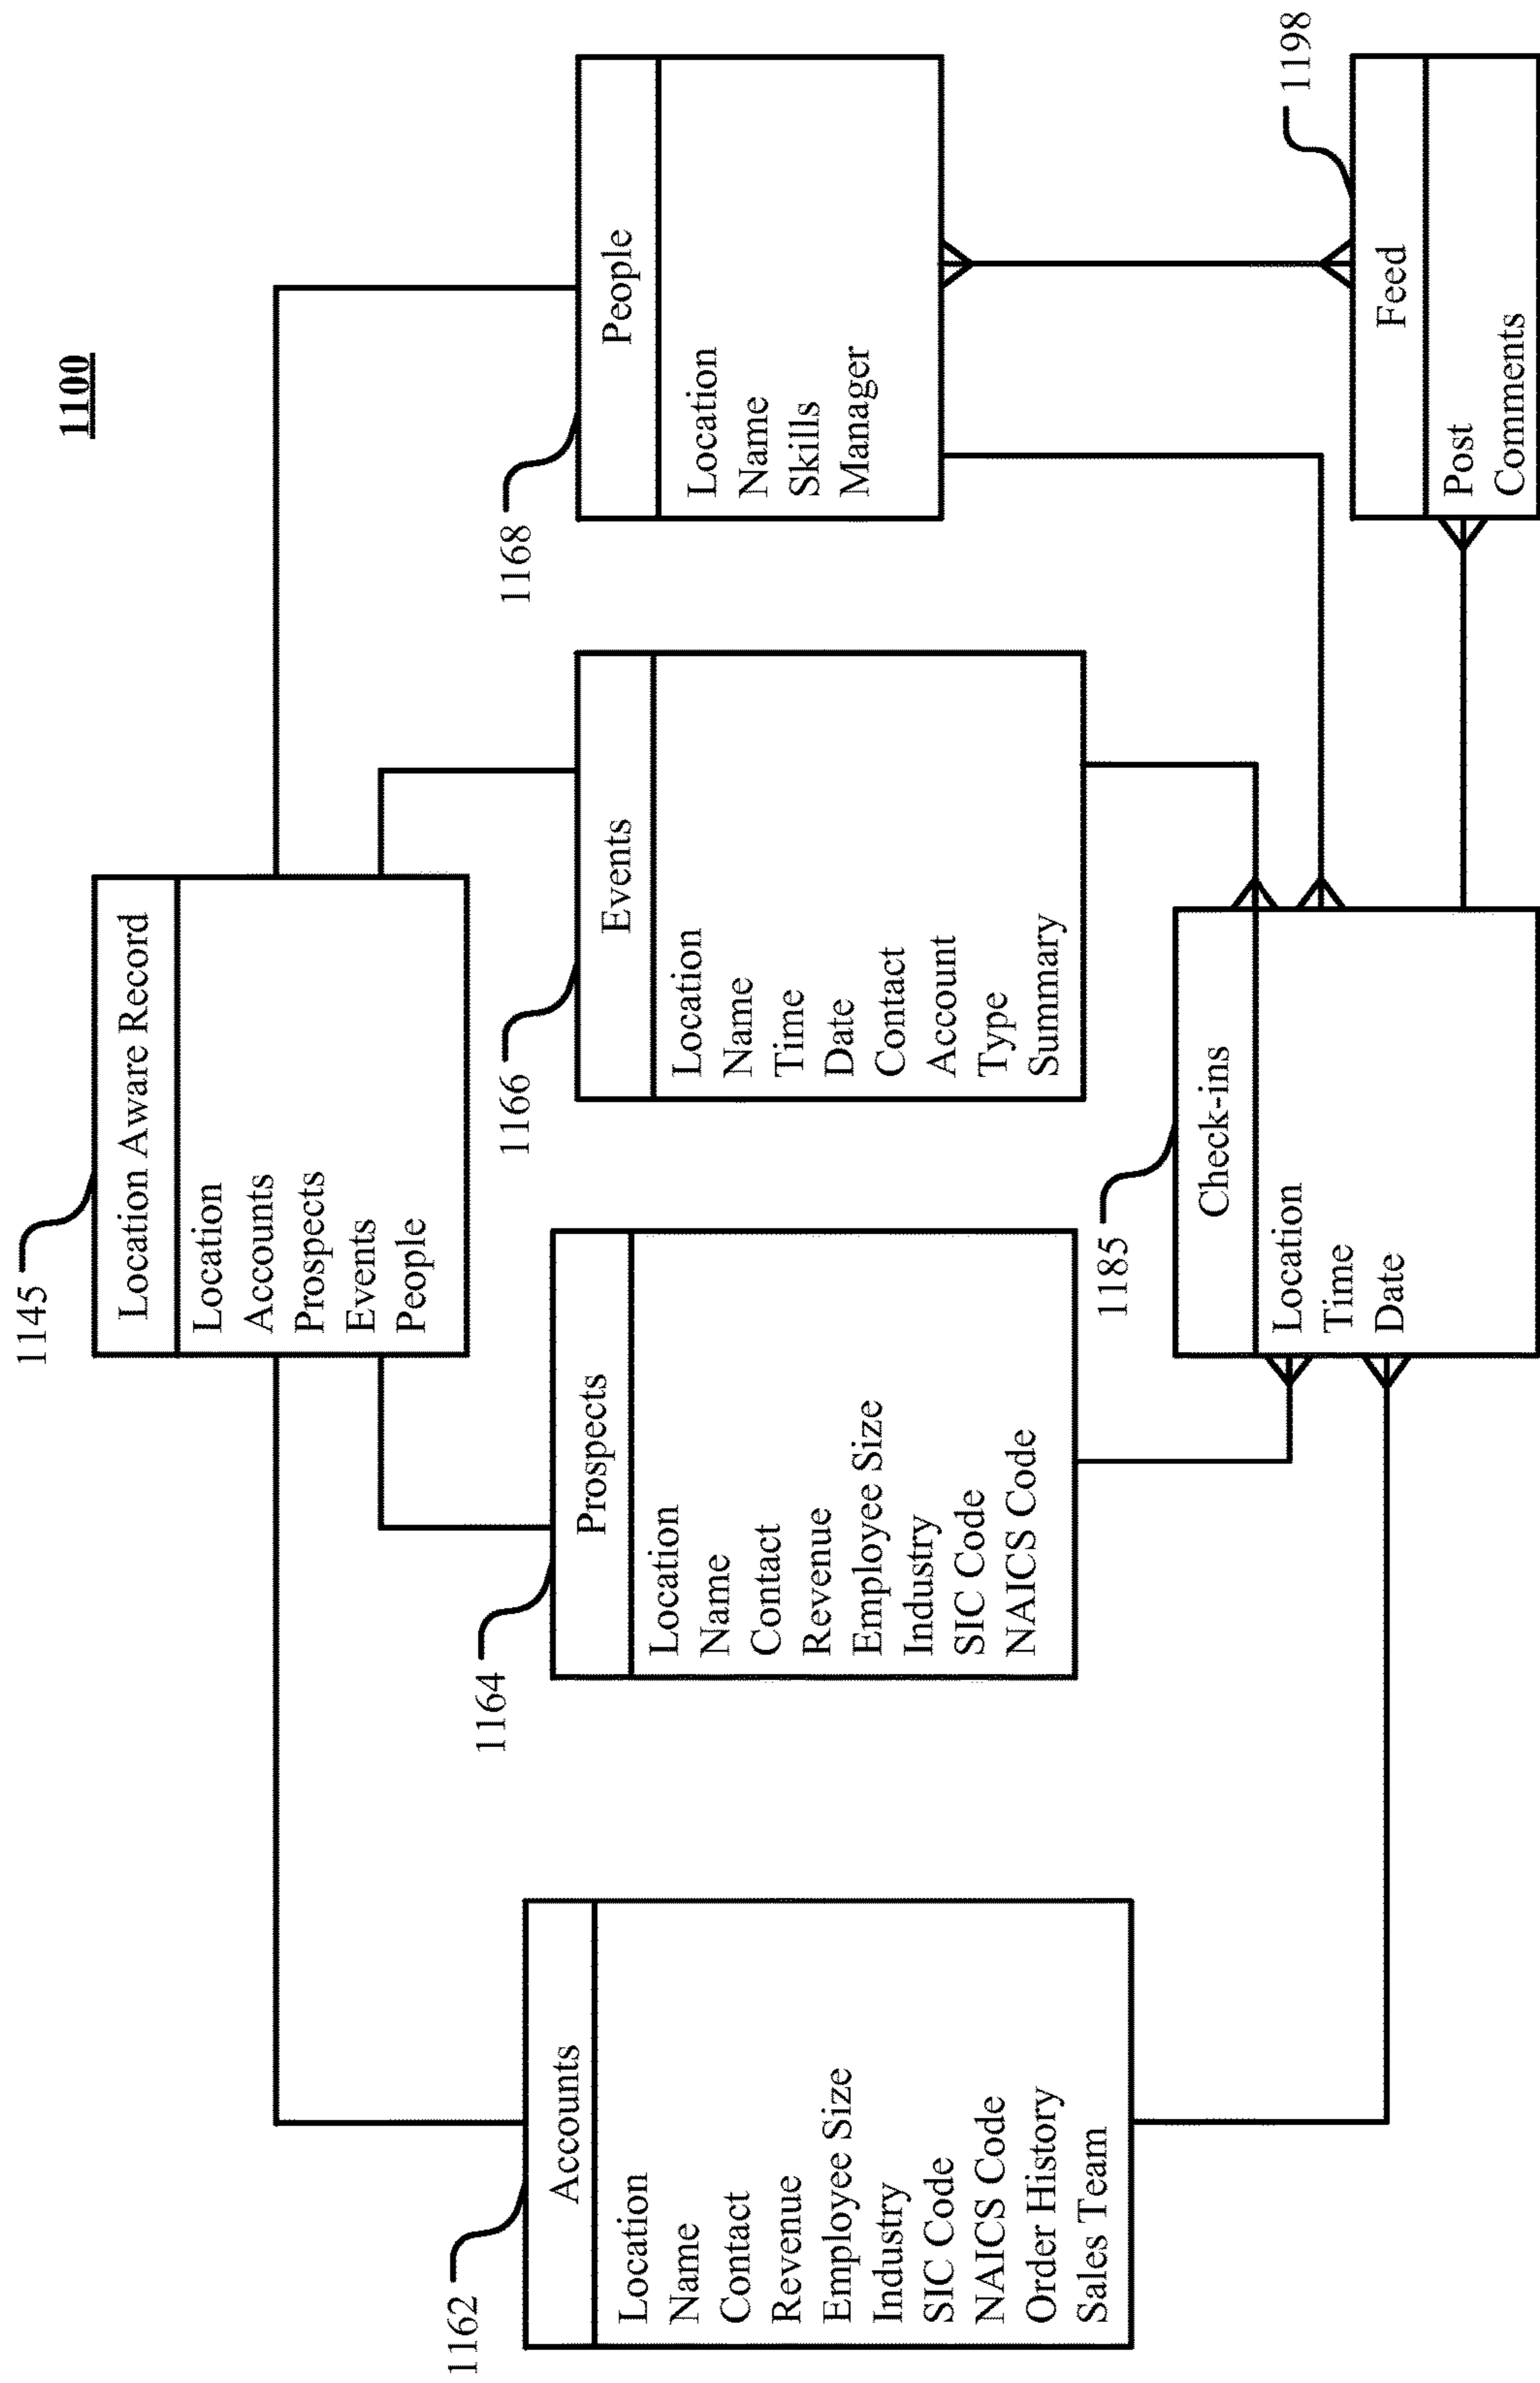 1100
1145
Location Aware Record
Location
Accounts
Prospects
Events
People
1162
Accounts
Location
Name
Contact
Revenue
Employee Size
Industry
SIC Code
NAICS Code
Order History
Sales Team
1164
Prospects
Location
Name
Contact
Revenue
Employee Size
Industry
SIC Code
NAICS Code
1166
Events
Location
Name
Time
Date
Contact
Account
Type
Summary
1168
People
Location
Name
Skills
Manager
1185
Check-ins
Location
Time
Date
1198
Feed
Post
Comments